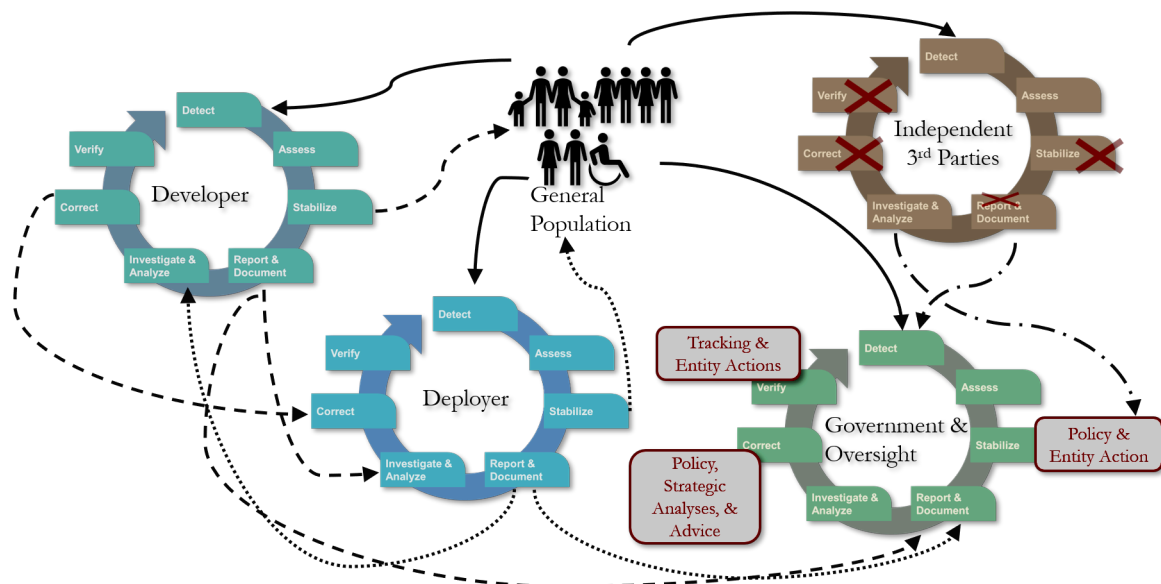 Detect
Assess
Stabilize
Report &
Document
Investigate &
Analyze
Correct
Verify
Developer
General
Population
Detect
Assess
Stabilize
Report &
Document
Investigate &
Analyze
Correct
Verify
Independent
3rd Parties
Detect
Assess
Stabilize
Report &
Document
Investigate &
Analyze
Correct
Verify
Deployer
Detect
Assess
Stabilize
Report &
Document
Investigate &
Analyze
Correct
Verify
Government &
Oversight
Tracking &
Entity Actions
Policy &
Entity Action
Policy,
Strategic
Analyses, &
Advice